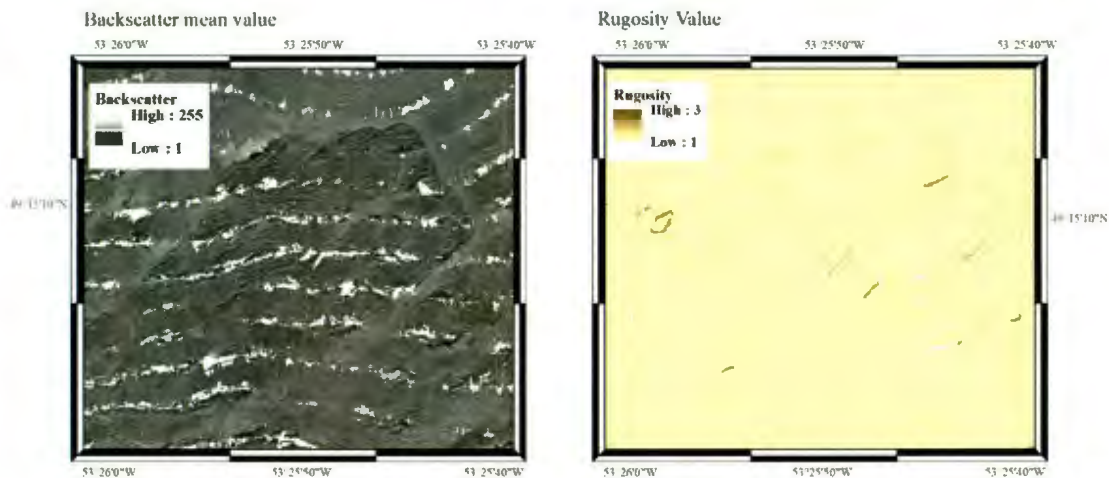 Backscatter mean value
53°26'0"W 53°25'50"W 53°25'40"W
Backscatter
High : 255
Low : 1
53°26'0"W 53°25'50"W 53°25'40"W
Rugosity Value
53°26'0"W 53°25'50"W 53°25'40"W
Rugosity
High : 3
Low : 1
49°15'10"N
53°26'0"W 53°25'50"W 53°25'40"W